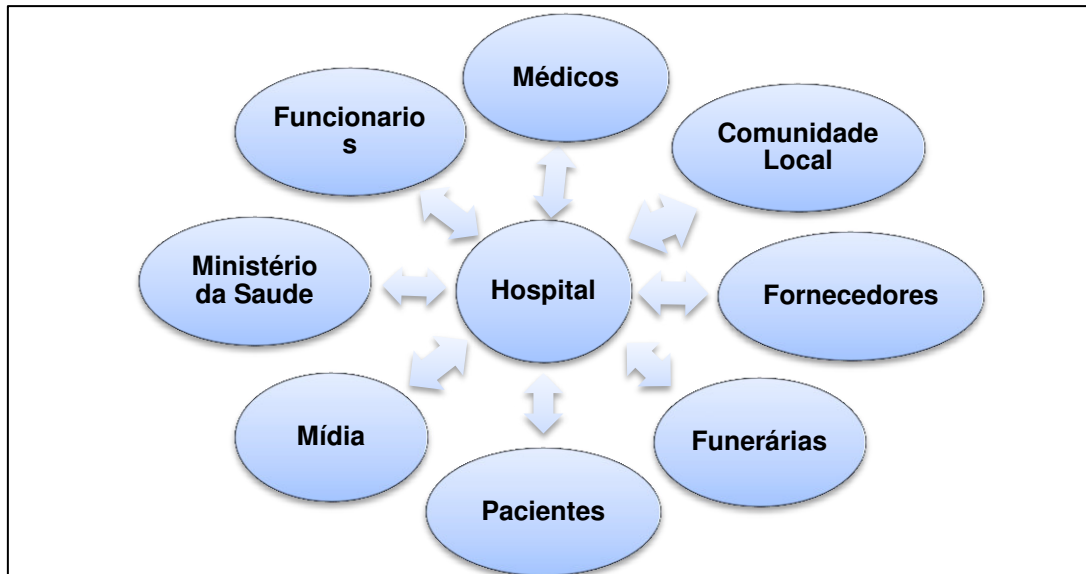 Médicos
Funcionario
s
Comunidade
Local
Ministério
da Saude
Hospital
Fornecedores
Mídia
Funerárias
Pacientes